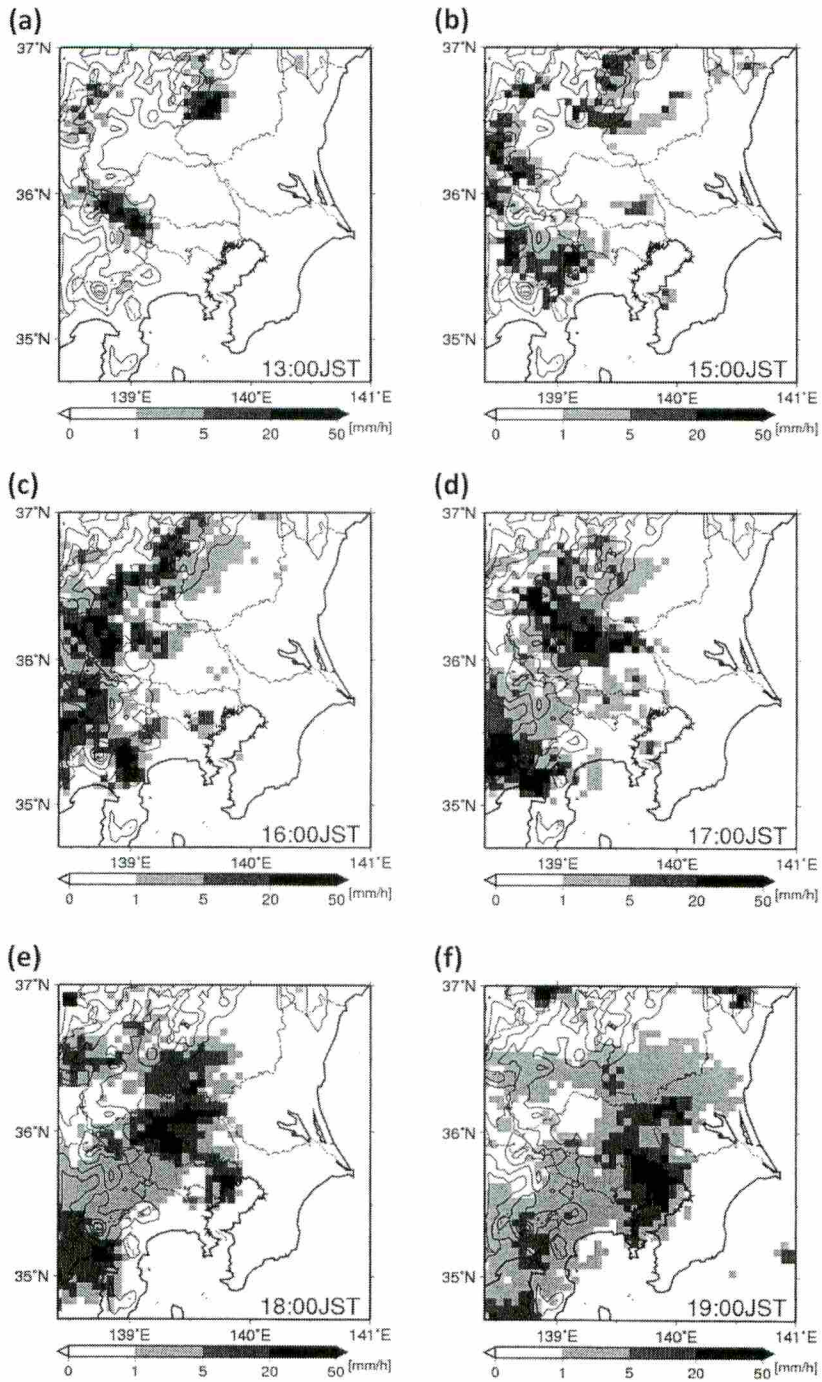 (a)
37°N
36°N
35°N
13:00JST
139°E 140°E 141°E
0 1 5 20 50 [mm/h]
(b)
37°N
36°N
35°N
15:00JST
139°E 140°E 141°E
0 1 5 20 50 [mm/h]
(c)
37°N
36°N
35°N
16:00JST
139°E 140°E 141°E
0 1 5 20 50 [mm/h]
(d)
37°N
36°N
35°N
17:00JST
139°E 140°E 141°E
0 1 5 20 50 [mm/h]
(e)
37°N
36°N
35°N
18:00JST
139°E 140°E 141°E
0 1 5 20 50 [mm/h]
(f)
37°N
36°N
35°N
19:00JST
139°E 140°E 141°E
0 1 5 20 50 [mm/h]